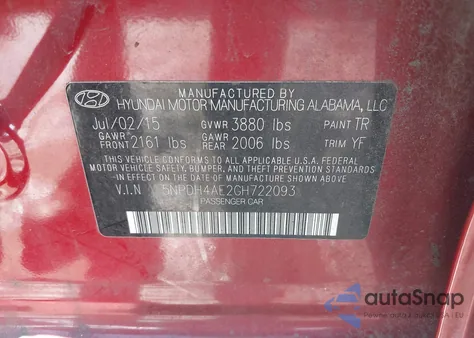 MANUFACTURED BY
HYUNDAI MOTOR MANUFACTURING ALABAMA, LLC
Jul/02/15 GVWR 3880 lbs PAINT TR
GAWR FRONT 2161 lbs GAWR REAR 2006 lbs TRIM YF
THIS VEHICLE CONFORMS TO ALL APPLICABLE U.S.A. FEDERAL
MOTOR VEHICLE SAFETY, BUMPER, AND THEFT PREVENTION
STANDARDS IN EFFECT ON THE DATE OF MANUFACTURE
SHOWN ABOVE.
V.I.N 5NPDH4AE2GH722093
PASSENGER CAR
autoSnap